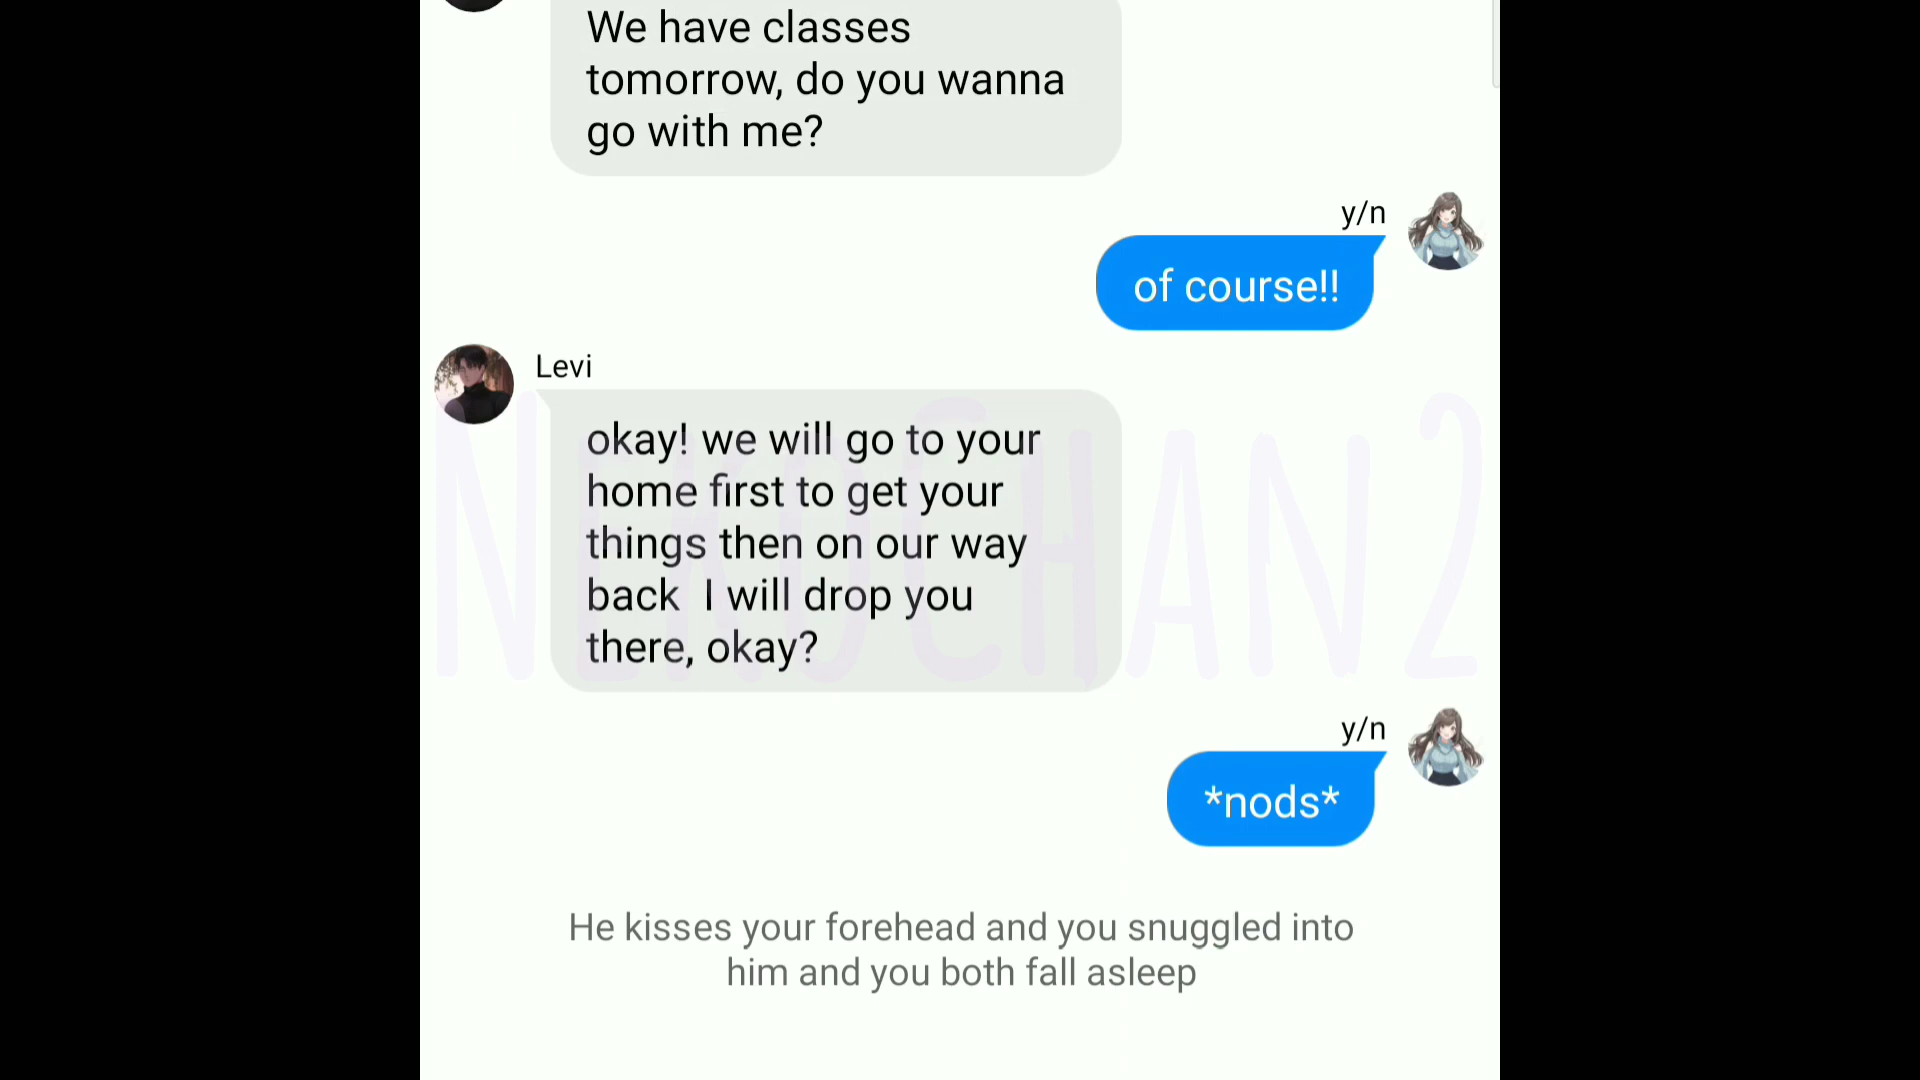 We have classes
tomorrow, do you wanna
go with me?
y/n
of course!!
Levi
okay! we will go to your
home first to get your
things then on our way
back  I will drop you
there, okay?
NekoChan2
y/n
*nods*
He kisses your forehead and you snuggled into
him and you both fall asleep